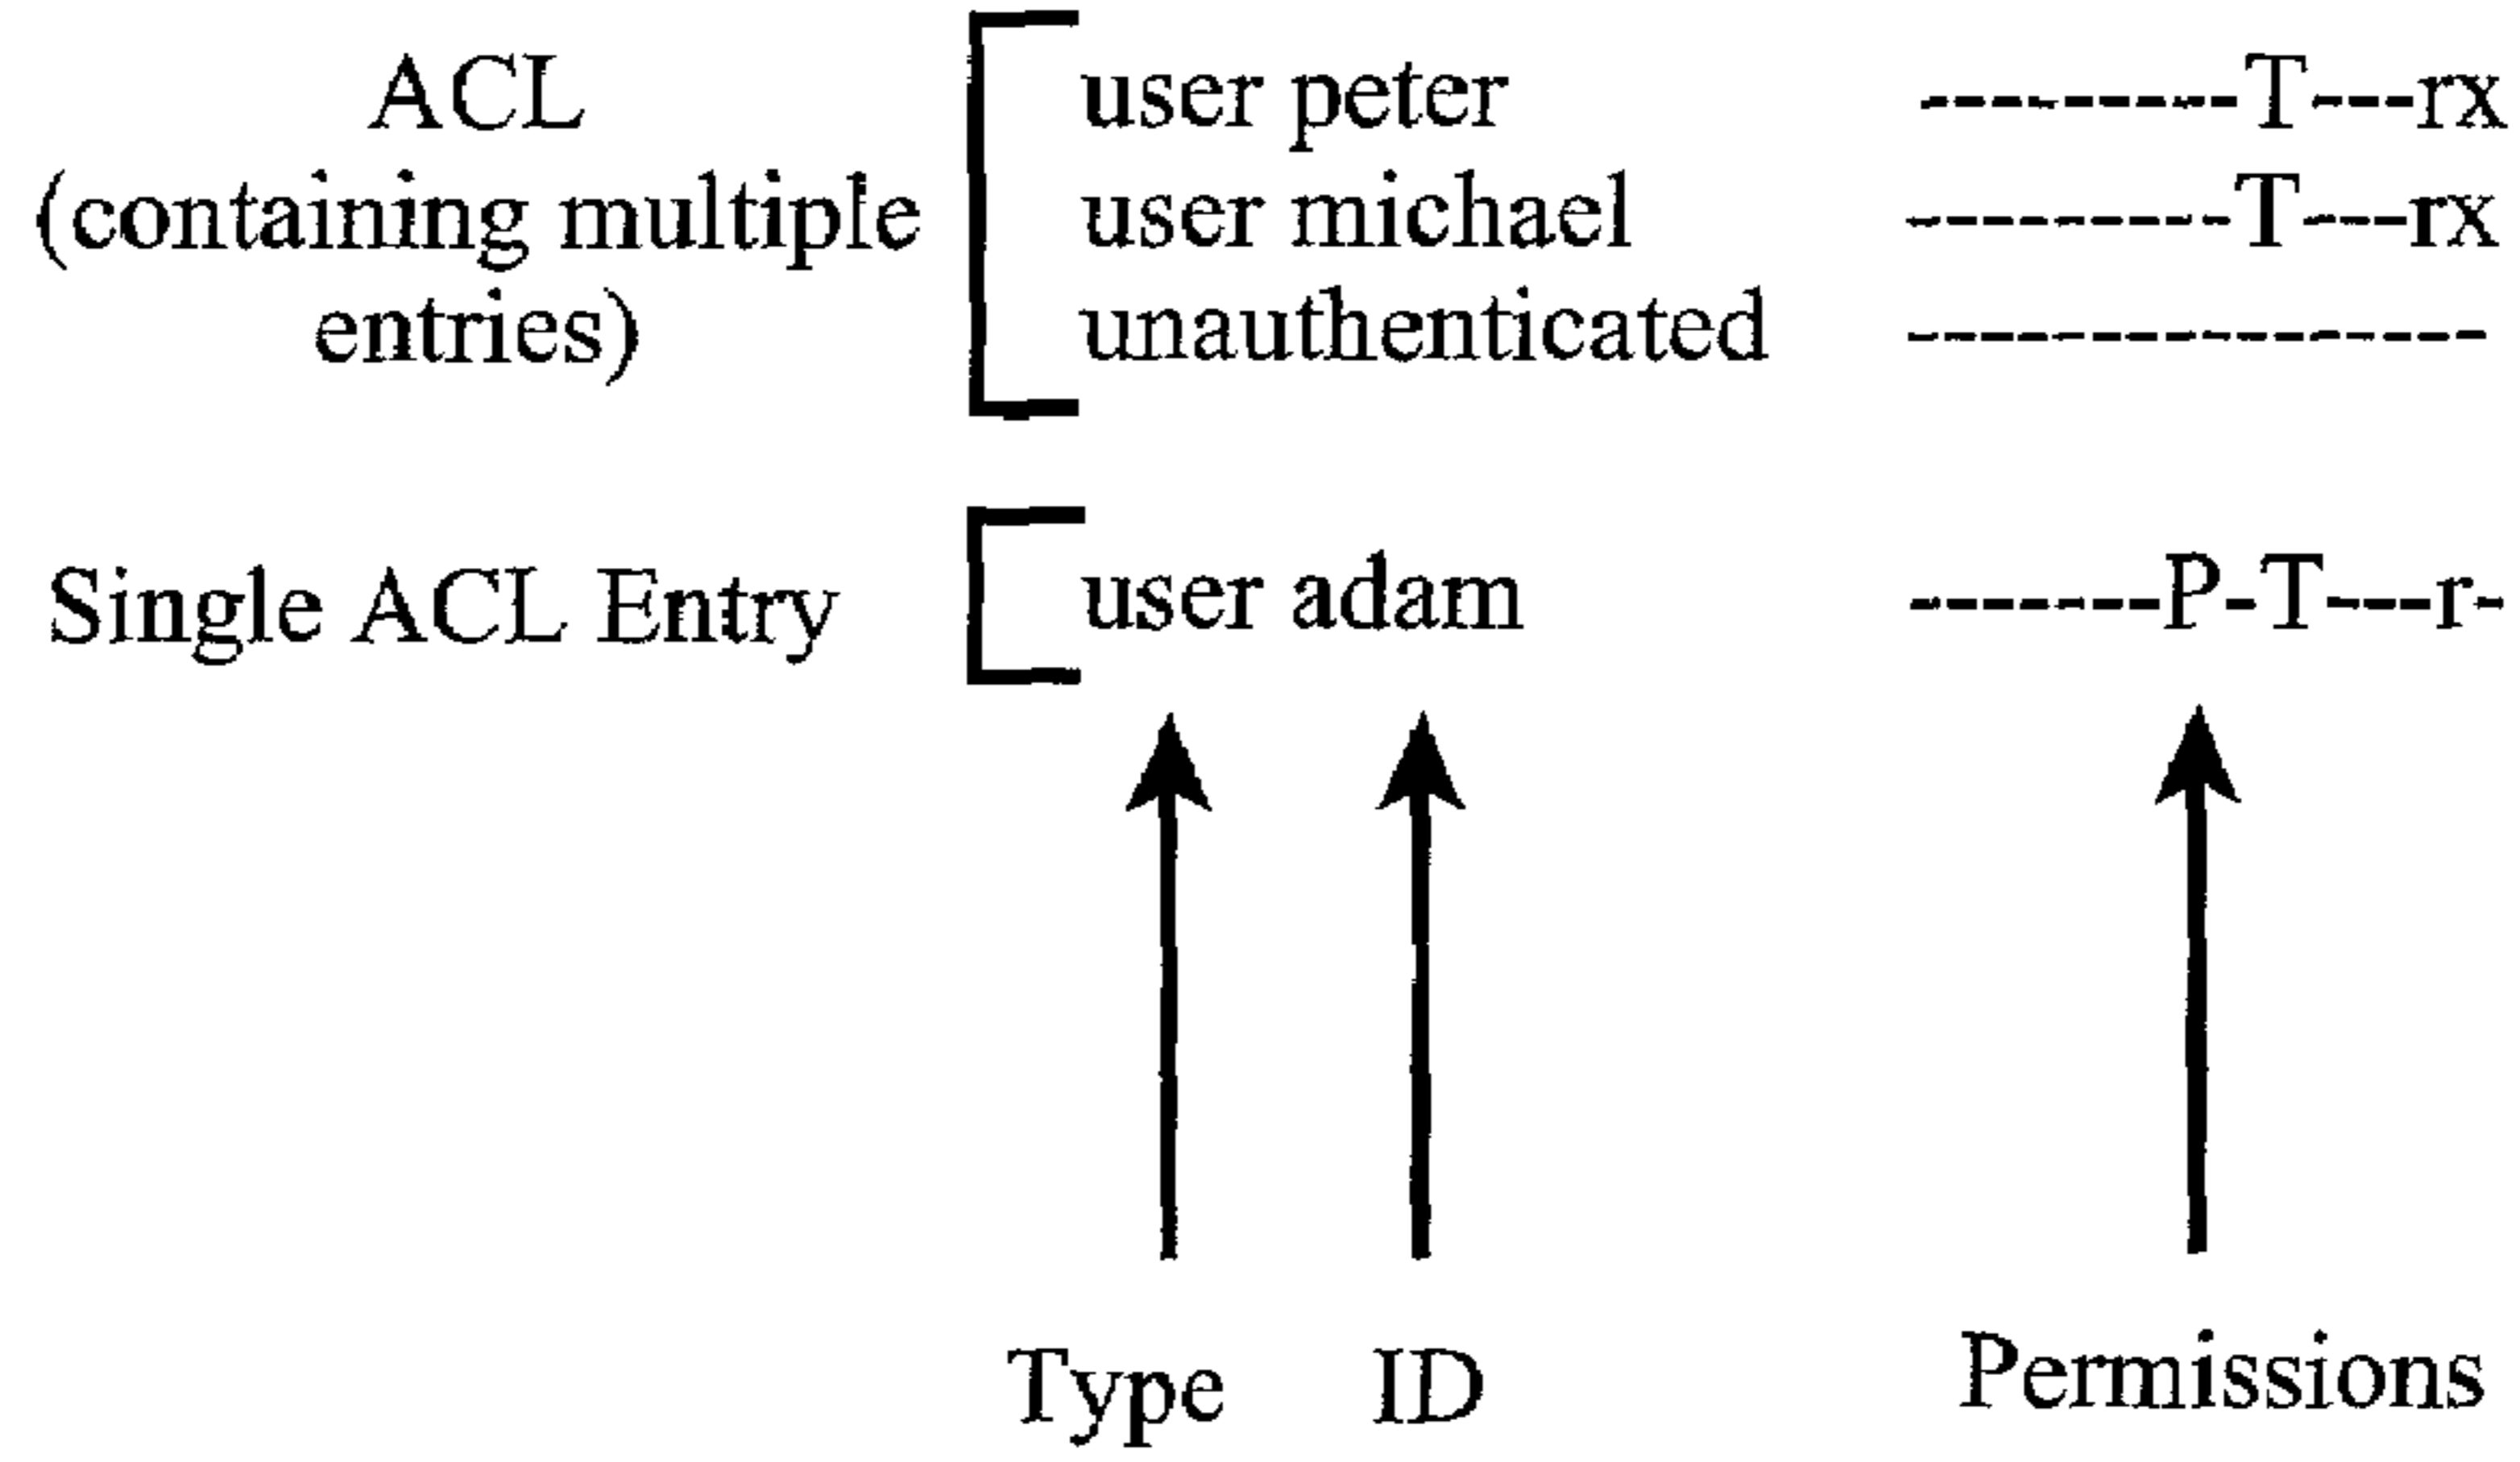 ACL
(containing multiple
entries)
user peter ---------T---rx
user michael ---------T---rx
unauthenticated ----------------
Single ACL Entry
user adam -------P-T---r-
Type ID Permissions